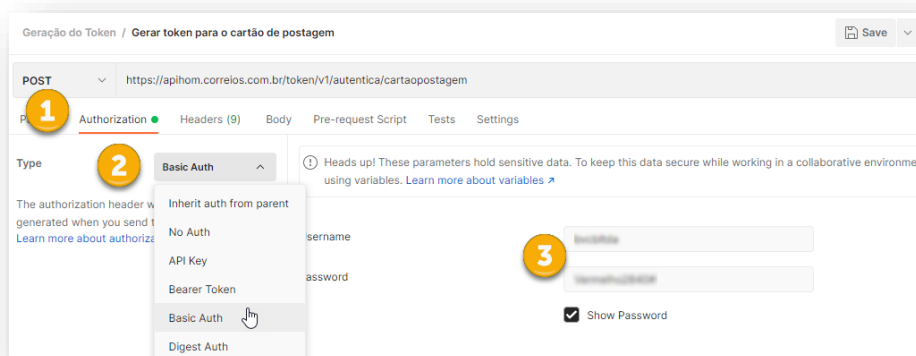 Geração do Token / Gerar token para o cartão de postagem
Save
POST
https://apihom.correios.com.br/token/v1/autentica/cartaopostagem
1
Authorization
Headers (9)
Body
Pre-request Script
Tests
Settings
Type
2
Basic Auth
Heads up! These parameters hold sensitive data. To keep this data secure while working in a collaborative environme
using variables. Learn more about variables ↗
The authorization header w
generated when you send t
Learn more about authoriza
Inherit auth from parent
No Auth
API Key
Bearer Token
Basic Auth
Digest Auth
sername
3
assword
Show Password